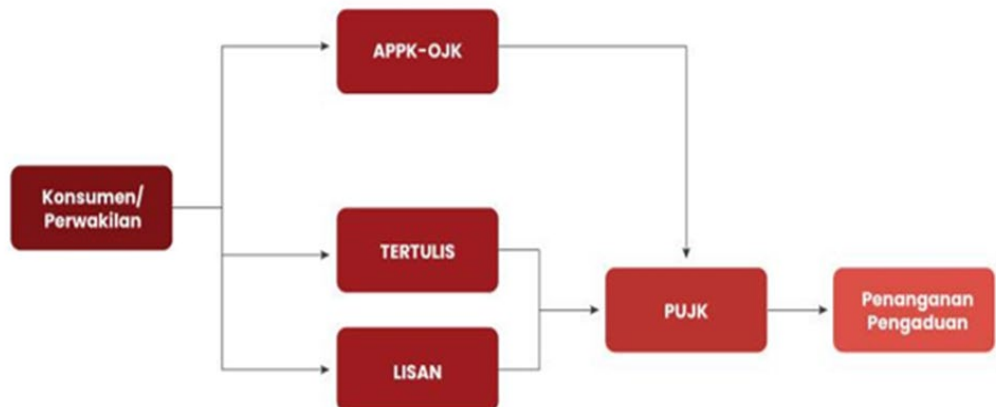 APPK-OJK
Konsumen/
Perwakilan
TERTULIS
LISAN
PUJK
Penanganan
Pengaduan